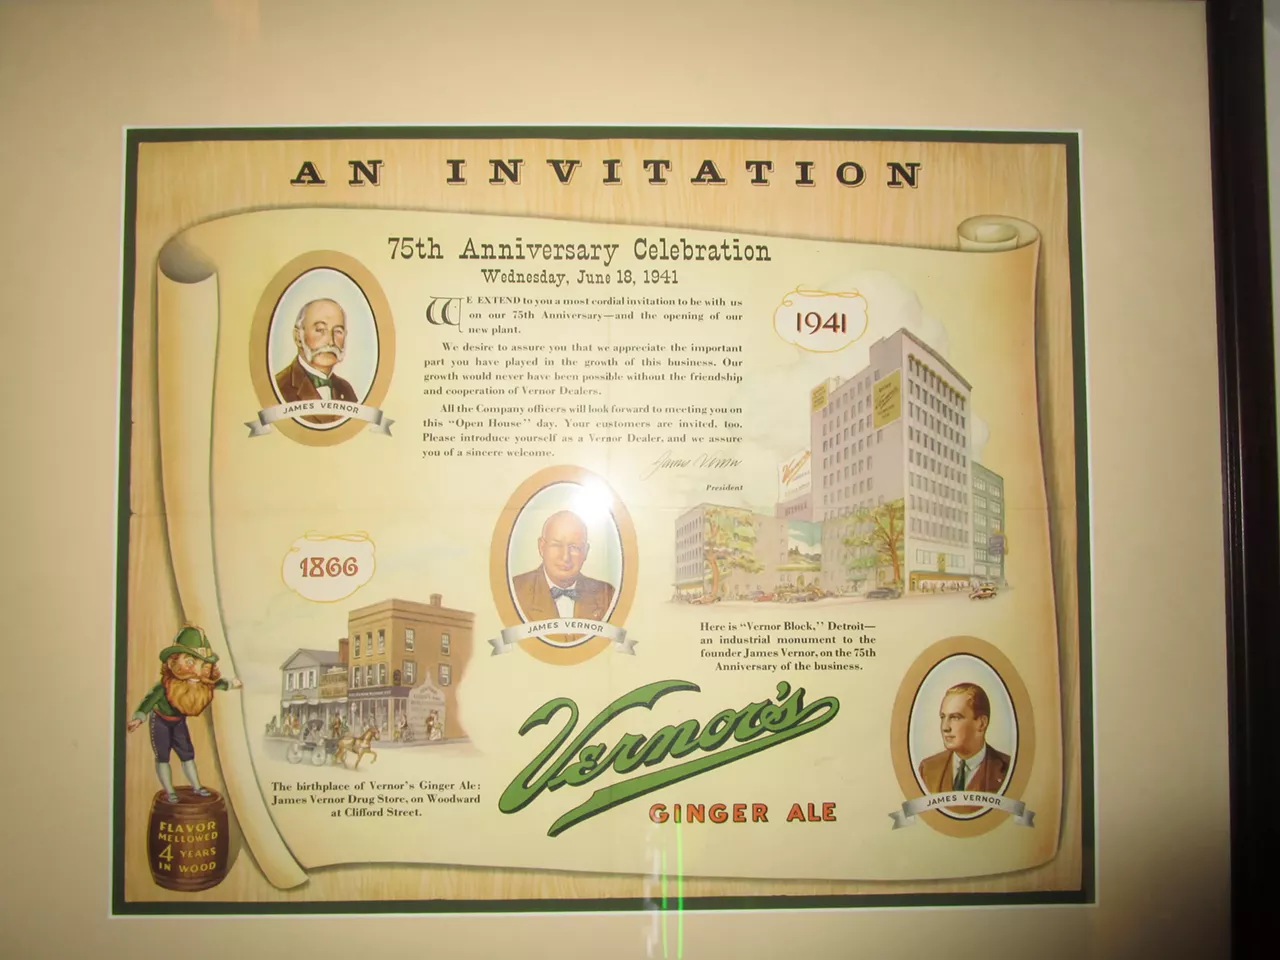 AN INVITATION
75th Anniversary Celebration
Wednesday, June 18, 1941
WE EXTEND to you a most cordial invitation to be with us
on our 75th Anniversary—and the opening of our
new plant.
We desire to assure you that we appreciate the important
part you have played in the growth of this business. Our
growth would never have been possible without the friendship
and cooperation of Vernor Dealers.
All the Company officers will look forward to meeting you on
this "Open House" day. Your customers are invited, too.
Please introduce yourself as a Vernor Dealer, and we assure
you of a sincere welcome.
James Vernor
President
JAMES VERNOR
1941
JAMES VERNOR
1866
Here is "Vernor Block," Detroit—
an industrial monument to the
founder James Vernor, on the 75th
Anniversary of the business.
The birthplace of Vernor's Ginger Ale:
James Vernor Drug Store, on Woodward
at Clifford Street.
Vernor's
GINGER ALE
JAMES VERNOR
FLAVOR
MELLOWED
4 YEARS
IN WOOD